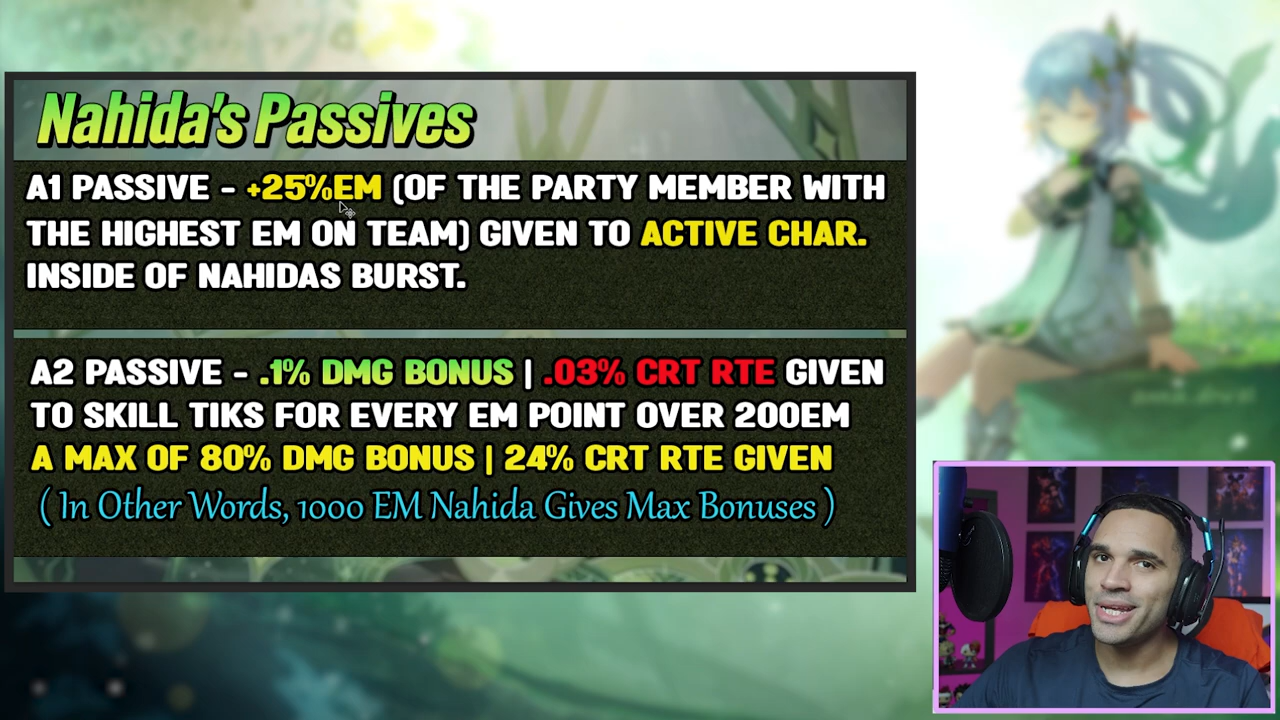 Nahida's Passives
A1 PASSIVE - +25%EM (OF THE PARTY MEMBER WITH
THE HIGHEST EM ON TEAM) GIVEN TO ACTIVE CHAR.
INSIDE OF NAHIDAS BURST.
A2 PASSIVE - .1% DMG BONUS | .03% CRT RTE GIVEN
TO SKILL TIKS FOR EVERY EM POINT OVER 200EM
A MAX OF 80% DMG BONUS | 24% CRT RTE GIVEN
( In Other Words, 1000 EM Nahida Gives Max Bonuses )